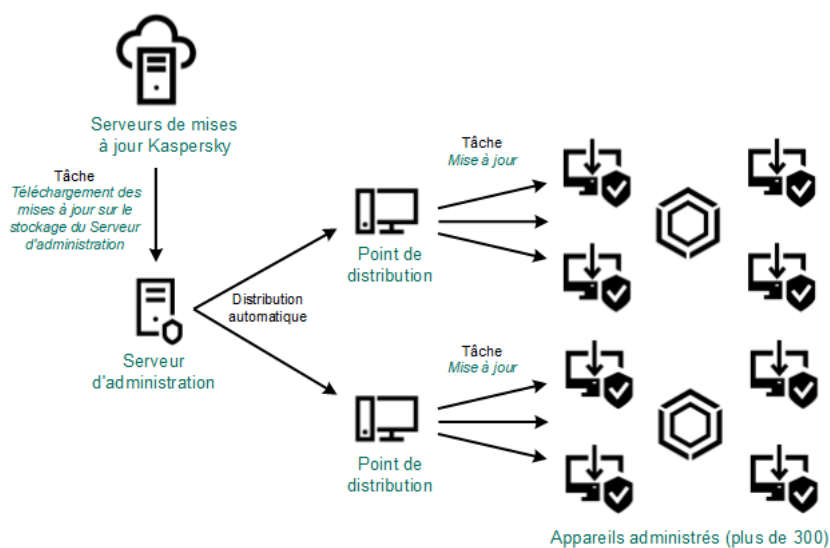 Serveurs de mises
à jour Kaspersky
Tâche
Téléchargement des
mises à jour sur le
stockage du Serveur
d'administration
Serveur
d'administration
Distribution
automatique
Point de
distribution
Tâche
Mise à jour
Point de
distribution
Tâche
Mise à jour
Appareils administrés (plus de 300)